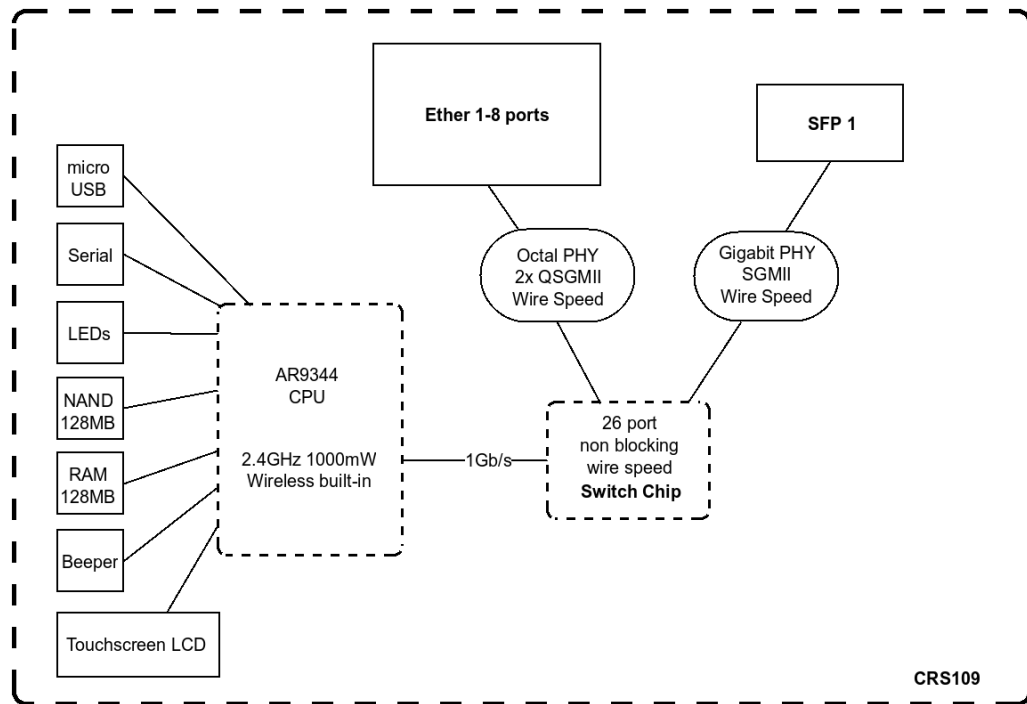 Ether 1-8 ports
SFP 1
micro
USB
Serial
LEDs
NAND
128MB
RAM
128MB
Beeper
Touchscreen LCD
AR9344
CPU
2.4GHz 1000mW
Wireless built-in
1Gb/s
Octal PHY
2x QSGMII
Wire Speed
Gigabit PHY
SGMII
Wire Speed
26 port
non blocking
wire speed
Switch Chip
CRS109